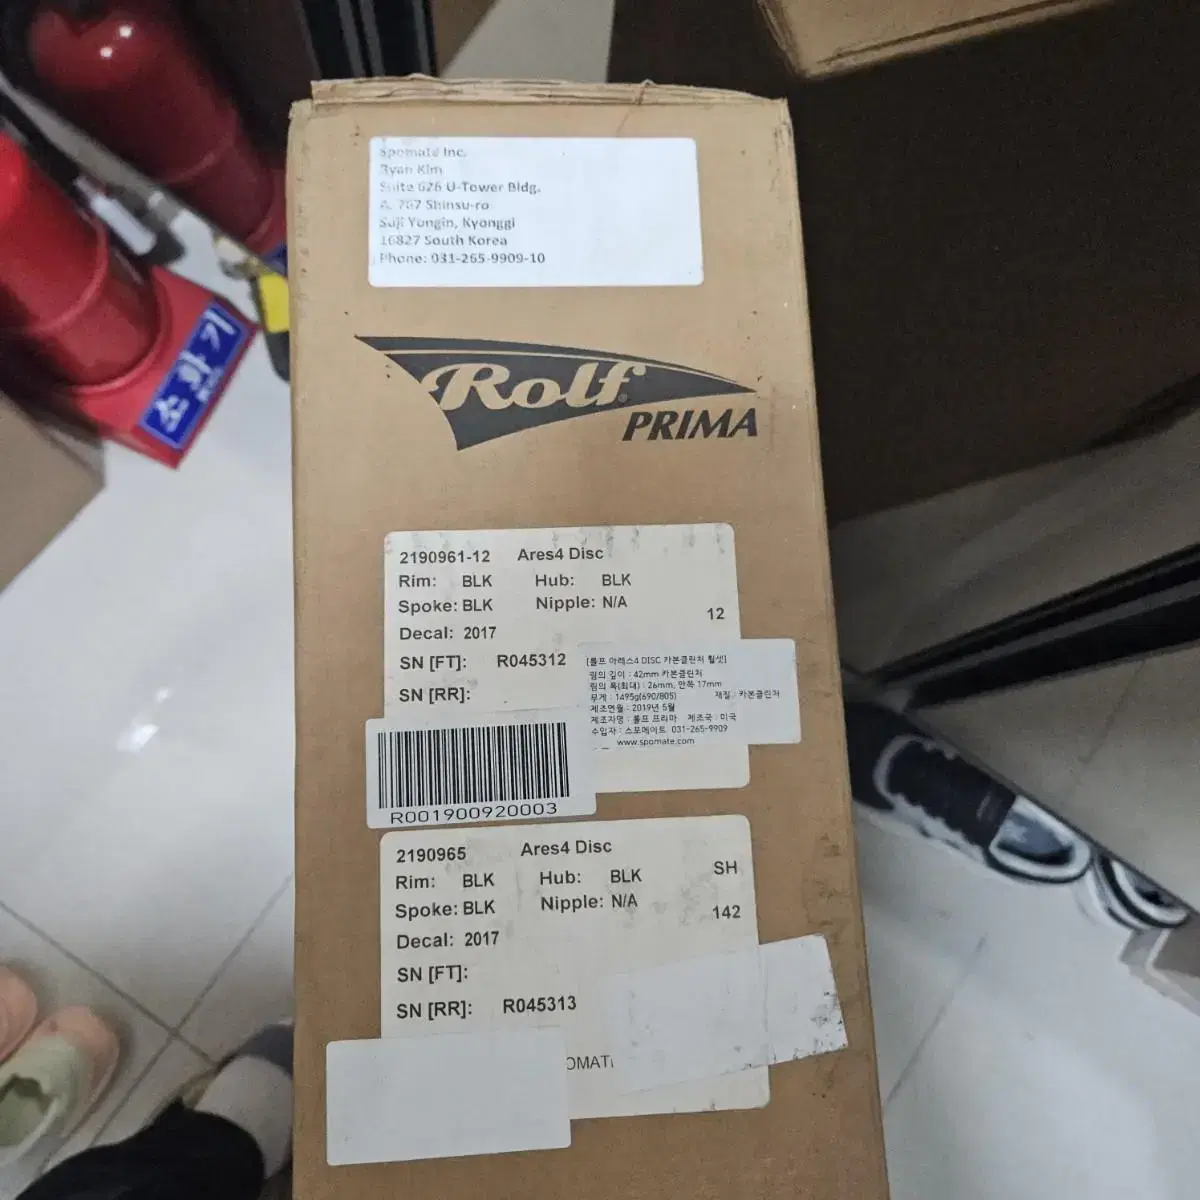 Spomate Inc.
Ryan Kim
Suite 626 U-Tower Bldg.
A. 767 Shinsu-ro
Suji Yongin, Kyonggi
16827 South Korea
Phone: 031-265-9909-10
Rolf®
PRIMA
소화기
2190961-12 Ares4 Disc
Rim: BLK Hub: BLK
Spoke: BLK Nipple: N/A
12
Decal: 2017
SN [FT]: R045312
SN [RR]:
[롤프 아레스4 DISC 카본클린처 휠셋]
림의 깊이 : 42mm 카본클린처
림의 폭(최대) : 26mm, 안쪽 17mm
무게 : 1495g(690/805) 재질 : 카본클린처
제조연월 : 2019년 5월
제조자명 : 롤프 프리마 제조국 : 미국
수입자 : 스포메이트 031-265-9909
www.spomate.com
R001900920003
2190965 Ares4 Disc
Rim: BLK Hub: BLK SH
Spoke: BLK Nipple: N/A
142
Decal: 2017
SN [FT]:
SN [RR]: R045313
OMAT